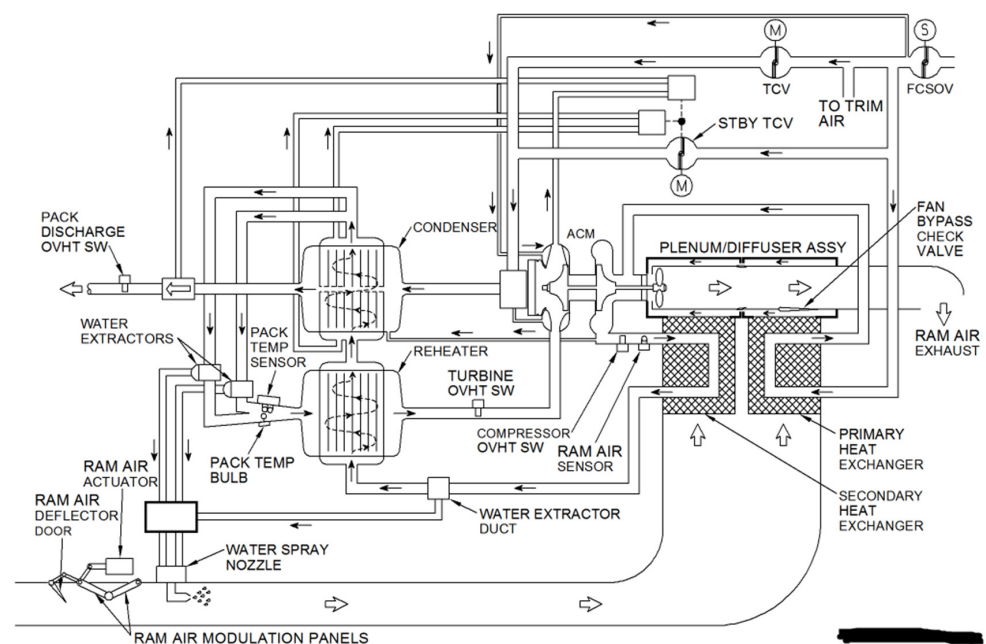 M
S
TCV
FCSOV
TO TRIM
AIR
STBY TCV
M
FAN
BYPASS
CHECK
VALVE
PACK
DISCHARGE
OVHT SW
CONDENSER
ACM
PLENUM/DIFFUSER ASSY
WATER
EXTRACTORS
PACK
TEMP
SENSOR
REHEATER
RAM AIR
EXHAUST
TURBINE
OVHT SW
COMPRESSOR
OVHT SW
RAM AIR
SENSOR
PRIMARY
HEAT
EXCHANGER
PACK TEMP
BULB
RAM AIR
ACTUATOR
RAM AIR
DEFLECTOR
DOOR
SECONDARY
HEAT
EXCHANGER
WATER EXTRACTOR
DUCT
WATER SPRAY
NOZZLE
RAM AIR MODULATION PANELS